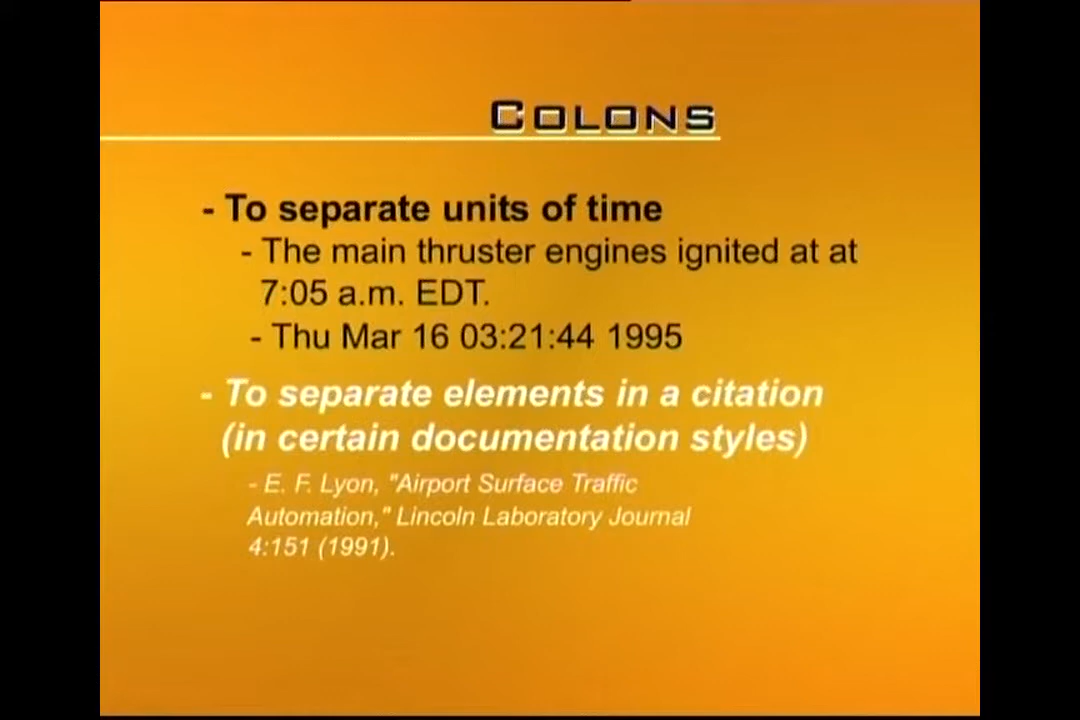 COLONS
- To separate units of time
- The main thruster engines ignited at at
7:05 a.m. EDT.
- Thu Mar 16 03:21:44 1995
- To separate elements in a citation
(in certain documentation styles)
- E. F. Lyon, "Airport Surface Traffic
Automation," Lincoln Laboratory Journal
4:151 (1991).